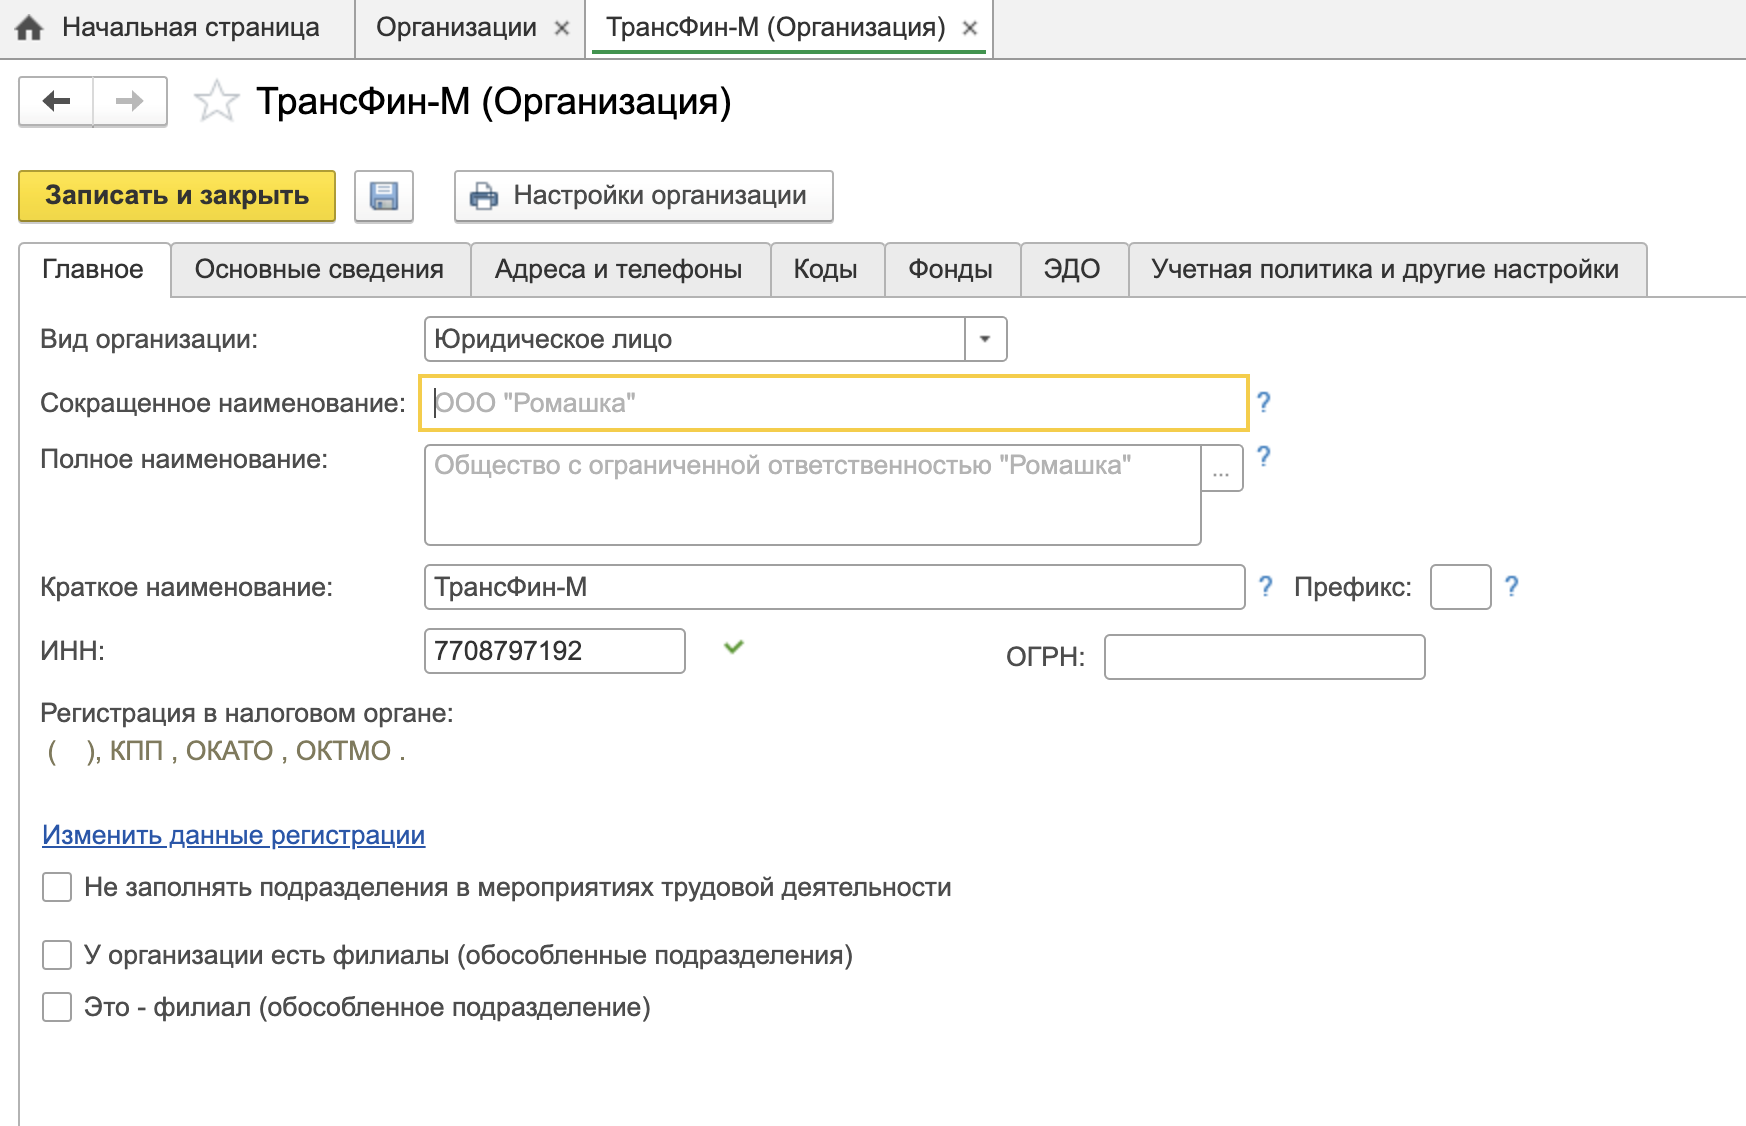 Начальная страница
Организации ×
ТрансФин-М (Организация) ×
ТрансФин-М (Организация)
Записать и закрыть
Настройки организации
Главное
Основные сведения
Адреса и телефоны
Коды
Фонды
ЭДО
Учетная политика и другие настройки
Вид организации: Юридическое лицо
Сокращенное наименование: ООО "Ромашка" ?
Полное наименование: Общество с ограниченной ответственностью "Ромашка" ... ?
Краткое наименование: ТрансФин-М ? Префикс: ?
ИНН: 7708797192 ОГРН:
Регистрация в налоговом органе:
( ), КПП , ОКАТО , ОКТМО .
Изменить данные регистрации
Не заполнять подразделения в мероприятиях трудовой деятельности
У организации есть филиалы (обособленные подразделения)
Это - филиал (обособленное подразделение)